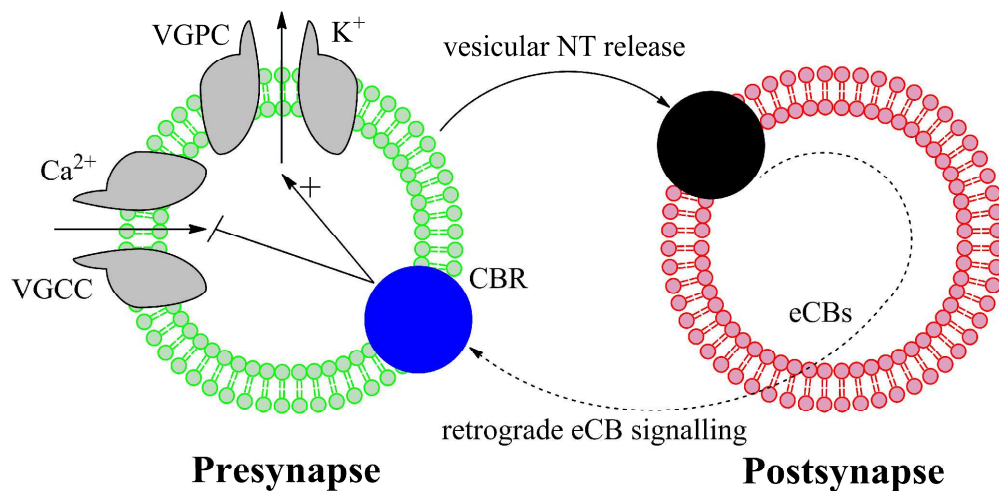 VGPC
K⁺
vesicular NT release
Ca²⁺
+
VGCC
CBR
eCBs
retrograde eCB signalling
Presynapse
Postsynapse